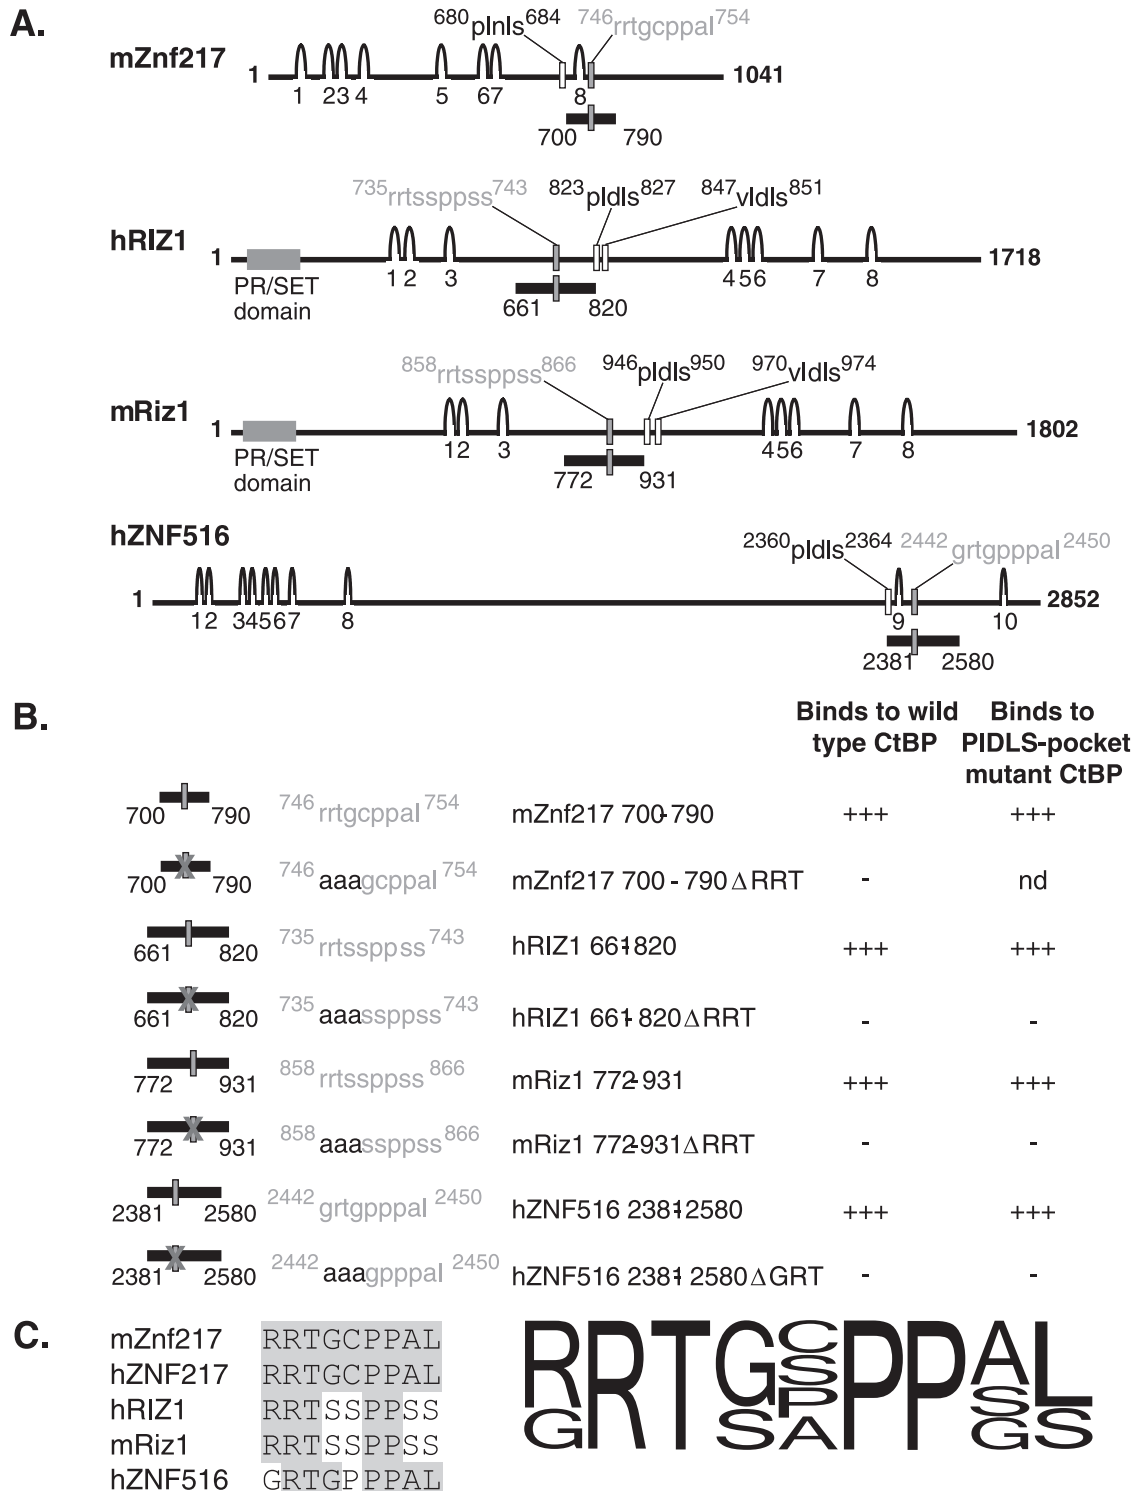 A.
680plnls684 746rrtgcppal754
mZnf217 1 1041
1 23 4 5 67 8
700 790
735rrtssppss743 823pldls827 847vldls851
hRIZ1 1 1718
PR/SET
domain
1 2 3 456 7 8
661 820
858rrtssppss866 946pldls950 970vldls974
mRiz1 1 1802
PR/SET
domain
12 3 456 7 8
772 931
hZNF516
2360pldls2364 2442grtgpppal2450
1 2852
12 34567 8 9 10
2381 2580
B.
Binds to wild
type CtBP
Binds to
PIDLS-pocket
mutant CtBP
700 790 746rrtgcppal754 mZnf217 700-790 +++ +++
700 790 746aaagcppal754 mZnf217 700 - 790ΔRRT - nd
661 820 735rrtssppss743 hRIZ1 661-820 +++ +++
661 820 735aaassppss743 hRIZ1 661-820ΔRRT - -
772 931 858rrtssppss866 mRiz1 772-931 +++ +++
772 931 858aaassppss866 mRiz1 772-931ΔRRT - -
2381 2580 2442grtgpppal2450 hZNF516 2381-2580 +++ +++
2381 2580 2442aaagpppal2450 hZNF516 2381-2580ΔGRT - -
C.
mZnf217 RRTGCPPAL
hZNF217 RRTGCPPAL
hRIZ1 RRTSSPPSS
mRiz1 RRTSSPPSS
hZNF516 GRTGPPPAL
RRTGCPPAL
S S
P
G S A G S